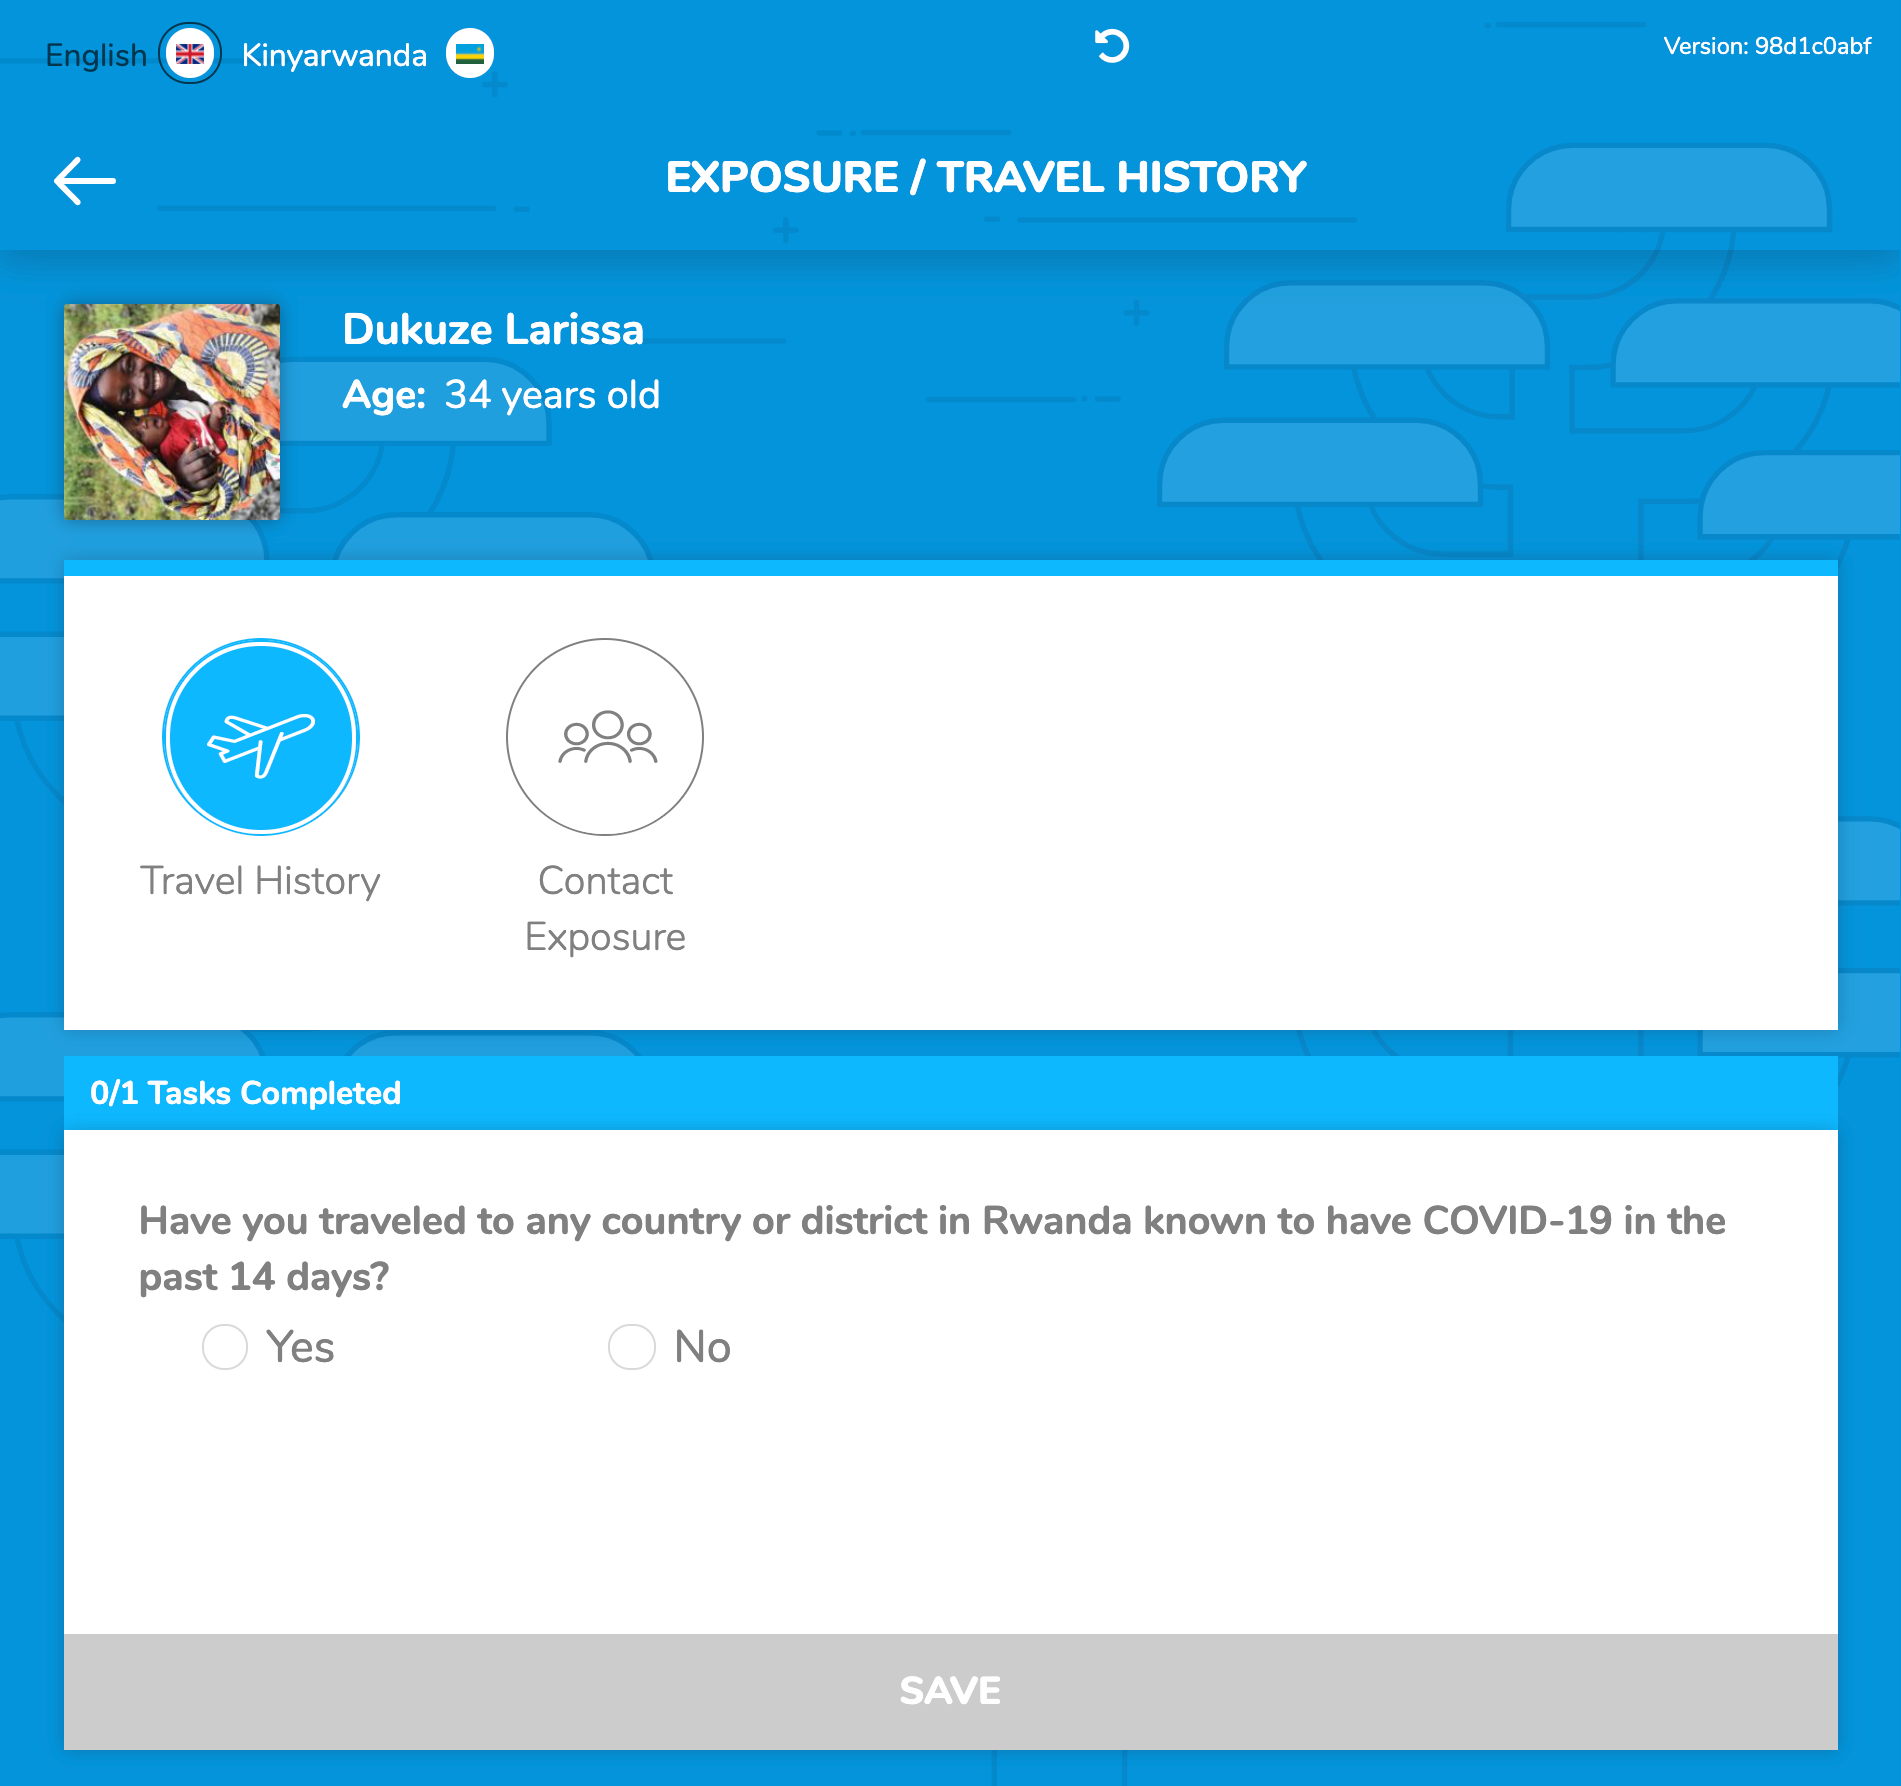 English Kinyarwanda
Version: 98d1c0abf
EXPOSURE / TRAVEL HISTORY
Dukuze Larissa
Age: 34 years old
Travel History
Contact
Exposure
0/1 Tasks Completed
Have you traveled to any country or district in Rwanda known to have COVID-19 in the
past 14 days?
Yes No
SAVE